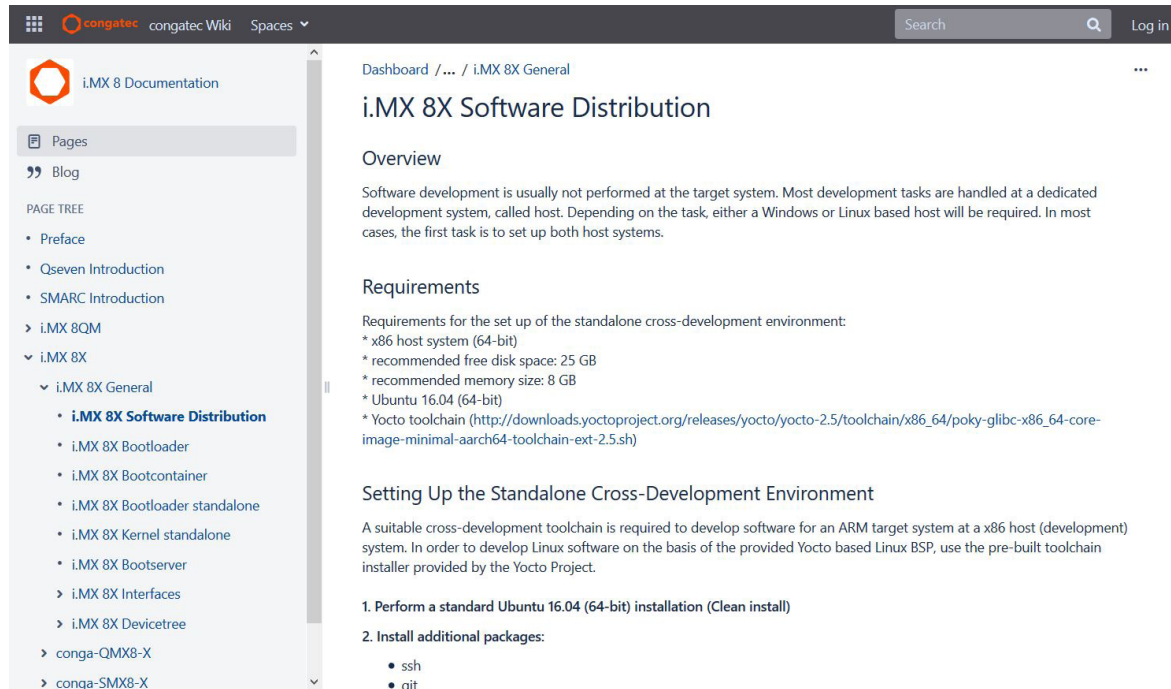 congatec congatec Wiki Spaces Search Log in
i.MX 8 Documentation
Pages
Blog
PAGE TREE
• Preface
• Qseven Introduction
• SMARC Introduction
i.MX 8QM
i.MX 8X
i.MX 8X General
• i.MX 8X Software Distribution
• i.MX 8X Bootloader
• i.MX 8X Bootcontainer
• i.MX 8X Bootloader standalone
• i.MX 8X Kernel standalone
• i.MX 8X Bootserver
i.MX 8X Interfaces
i.MX 8X Devicetree
conga-QMX8-X
conga-SMX8-X
Dashboard /... / i.MX 8X General
i.MX 8X Software Distribution
Overview
Software development is usually not performed at the target system. Most development tasks are handled at a dedicated
development system, called host. Depending on the task, either a Windows or Linux based host will be required. In most
cases, the first task is to set up both host systems.
Requirements
Requirements for the set up of the standalone cross-development environment:
* x86 host system (64-bit)
* recommended free disk space: 25 GB
* recommended memory size: 8 GB
* Ubuntu 16.04 (64-bit)
* Yocto toolchain (http://downloads.yoctoproject.org/releases/yocto/yocto-2.5/toolchain/x86_64/poky-glibc-x86_64-core-
image-minimal-aarch64-toolchain-ext-2.5.sh)
Setting Up the Standalone Cross-Development Environment
A suitable cross-development toolchain is required to develop software for an ARM target system at a x86 host (development)
system. In order to develop Linux software on the basis of the provided Yocto based Linux BSP, use the pre-built toolchain
installer provided by the Yocto Project.
1. Perform a standard Ubuntu 16.04 (64-bit) installation (Clean install)
2. Install additional packages:
• ssh
• git